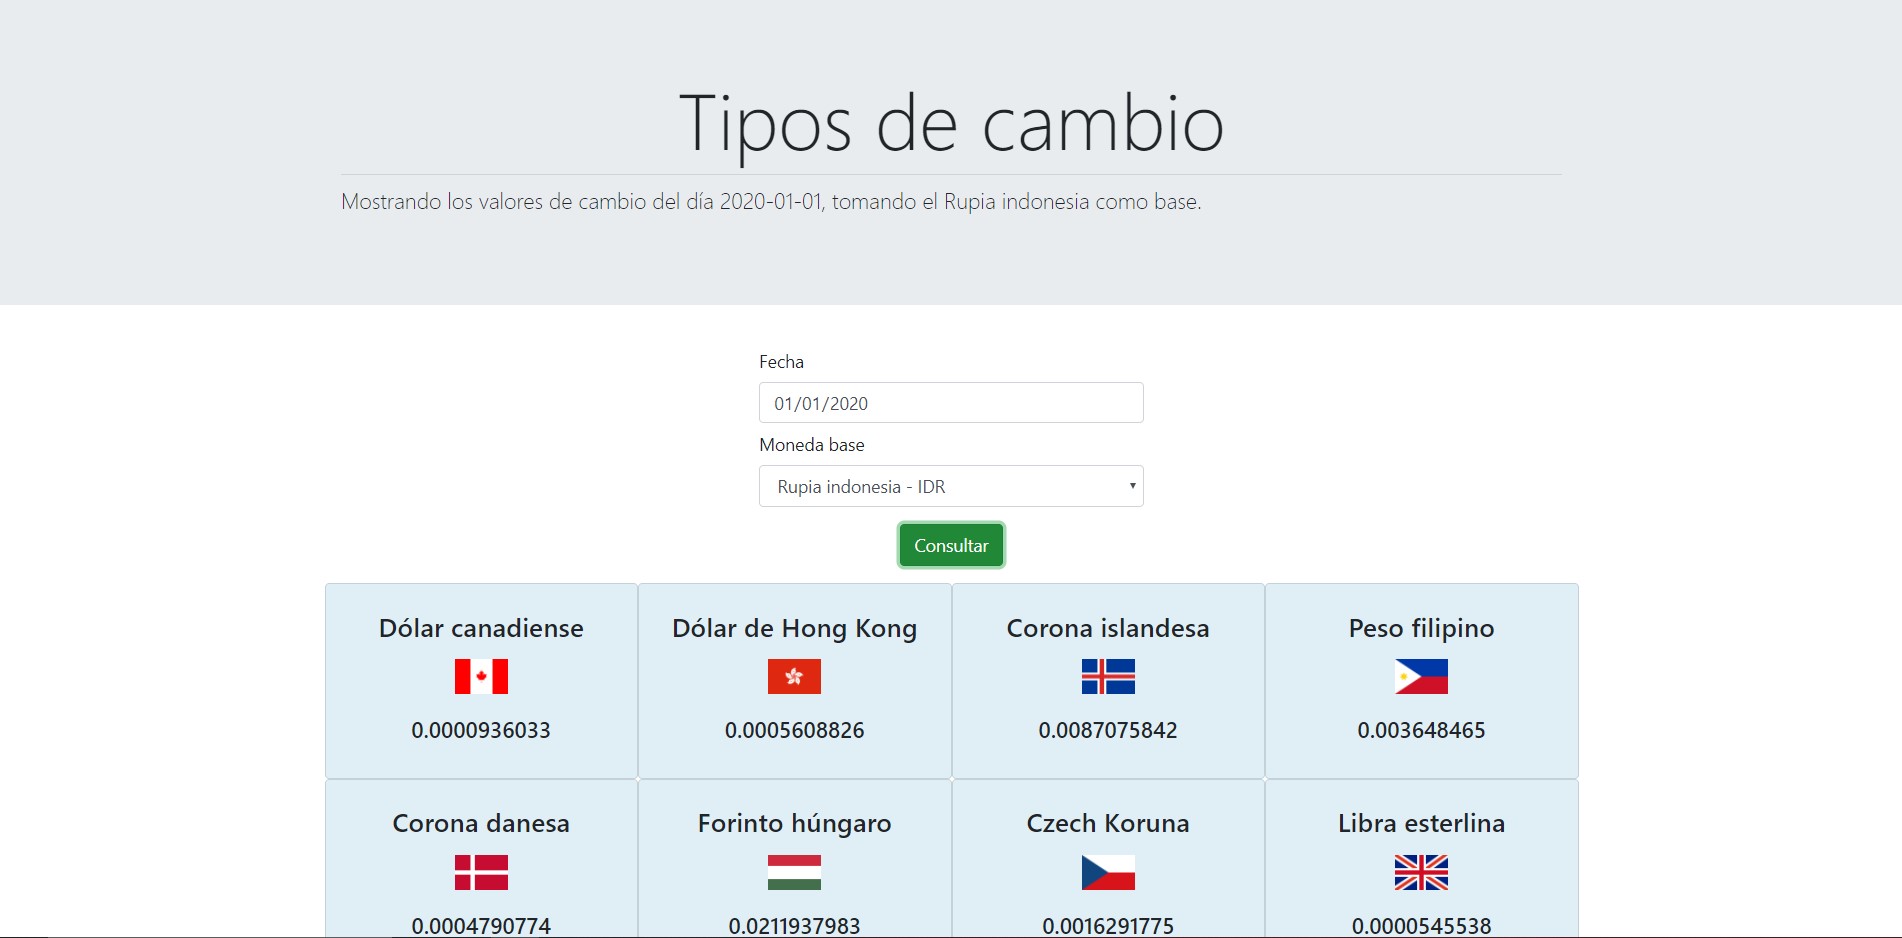 Tipos de cambio
Mostrando los valores de cambio del día 2020-01-01, tomando el Rupia indonesia como base.
Fecha
01/01/2020
Moneda base
Rupia indonesia - IDR
Consultar
Dólar canadiense
0.0000936033
Dólar de Hong Kong
0.0005608826
Corona islandesa
0.0087075842
Peso filipino
0.003648465
Corona danesa
0.0004790774
Forinto húngaro
0.0211937983
Czech Koruna
0.0016291775
Libra esterlina
0.0000545538